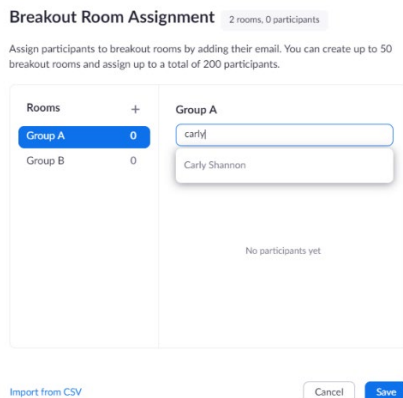 Breakout Room Assignment 2 rooms, 0 participants
Assign participants to breakout rooms by adding their email. You can create up to 50
breakout rooms and assign up to a total of 200 participants.
Rooms +
Group A 0
Group B 0
Group A
carly
Carly Shannon
No participants yet
Import from CSV
Cancel Save